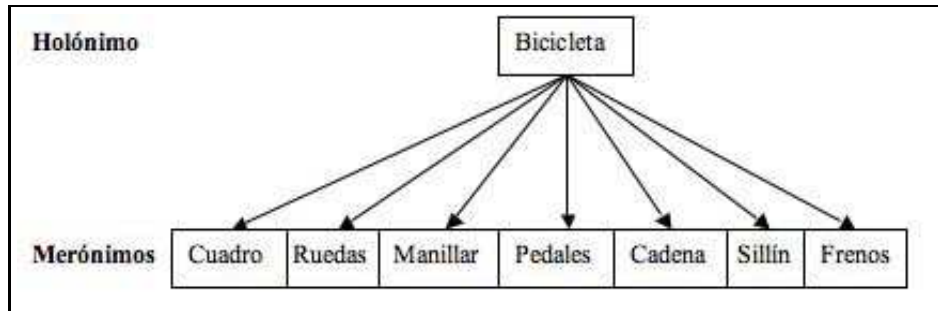 Holónimo Bicicleta
Merónimos Cuadro Ruedas Manillar Pedales Cadena Sillín Frenos